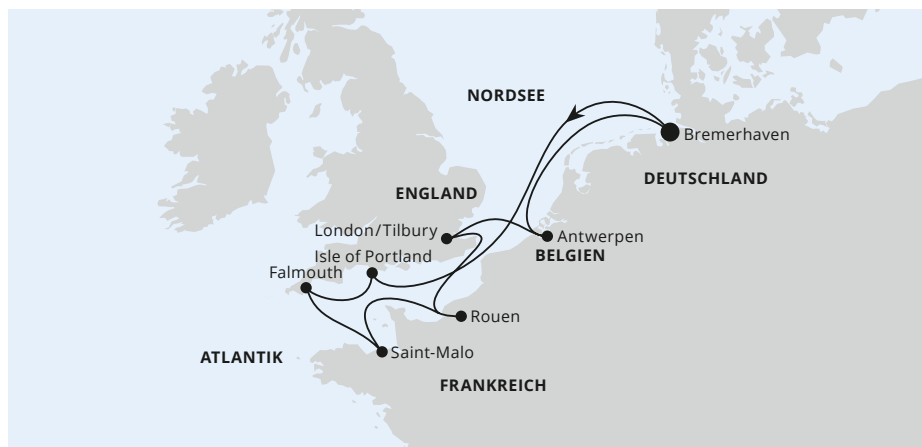 NORDSEE
Bremerhaven
DEUTSCHLAND
ENGLAND
London/Tilbury
Antwerpen
Isle of Portland
BELGIEN
Falmouth
Rouen
Saint-Malo
ATLANTIK
FRANKREICH